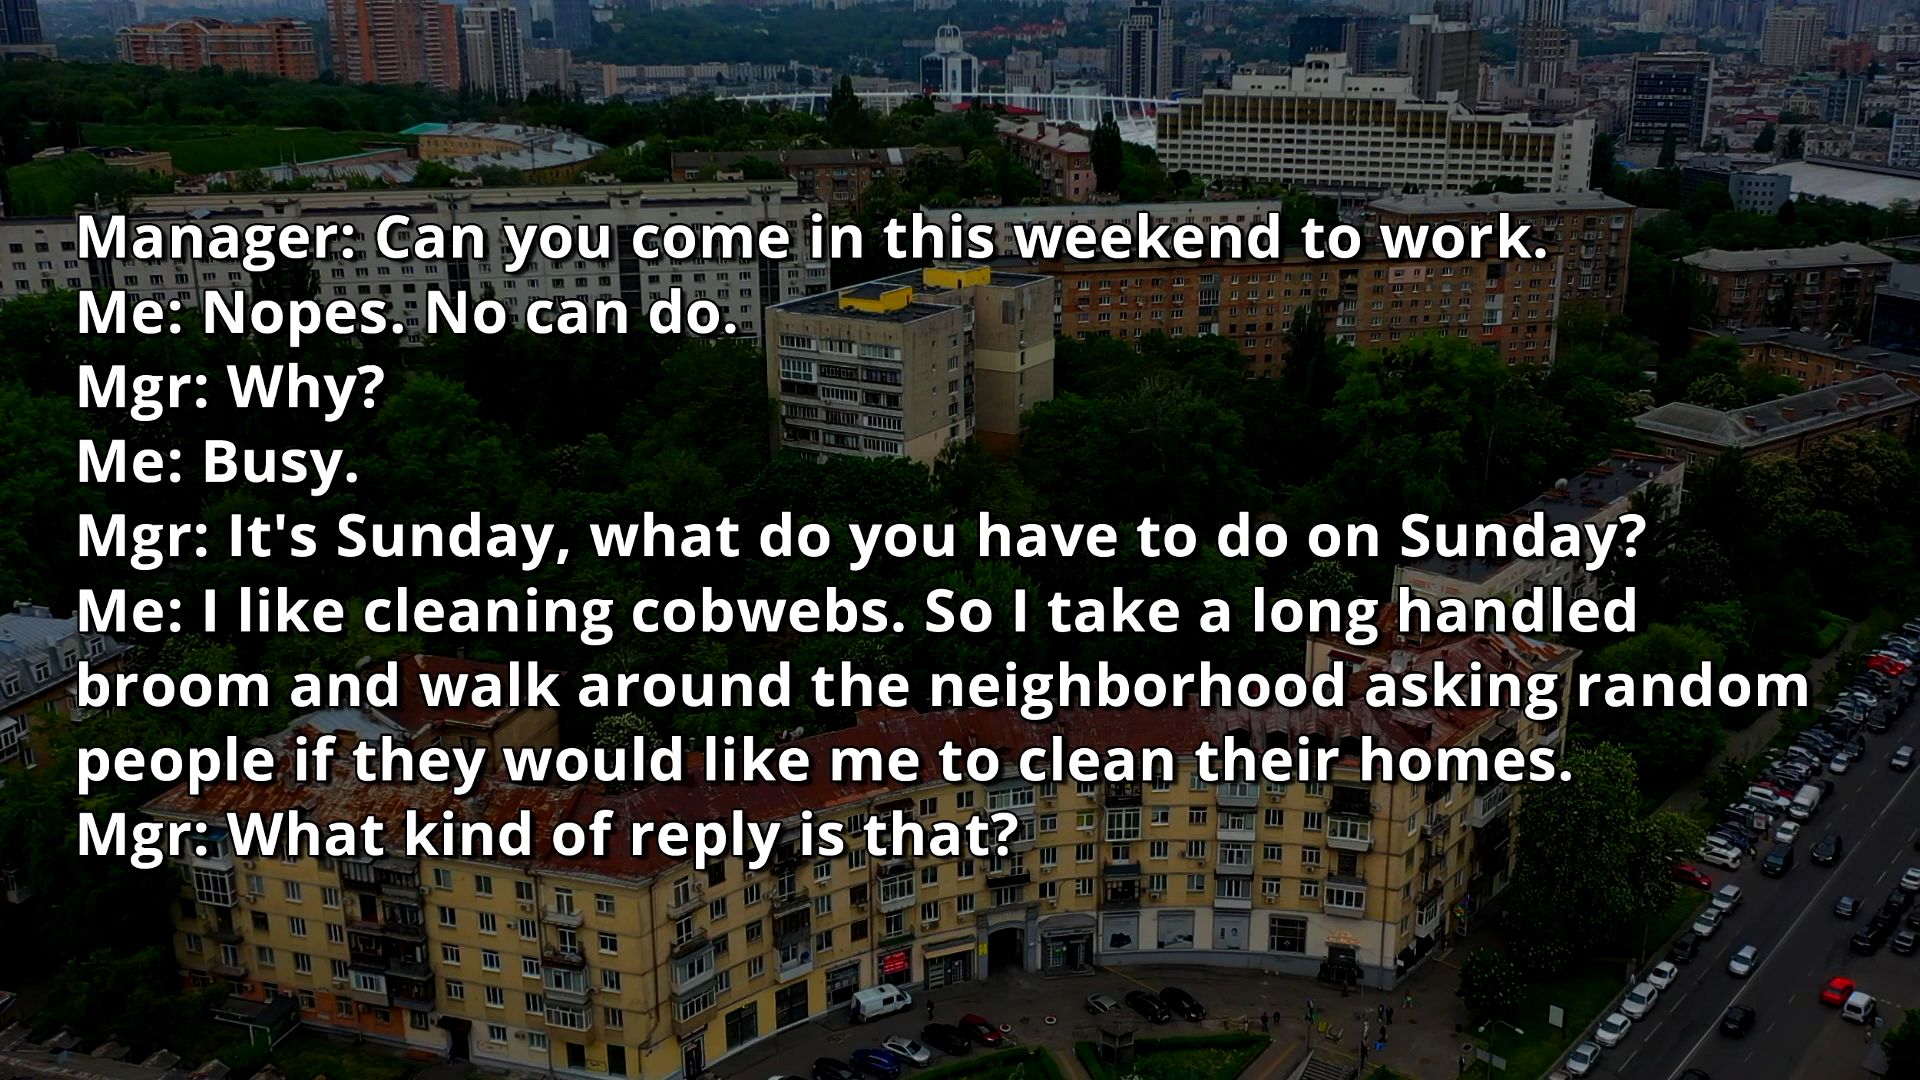 Manager: Can you come in this weekend to work.
Me: Nopes. No can do.
Mgr: Why?
Me: Busy.
Mgr: It's Sunday, what do you have to do on Sunday?
Me: I like cleaning cobwebs. So I take a long handled
broom and walk around the neighborhood asking random
people if they would like me to clean their homes.
Mgr: What kind of reply is that?